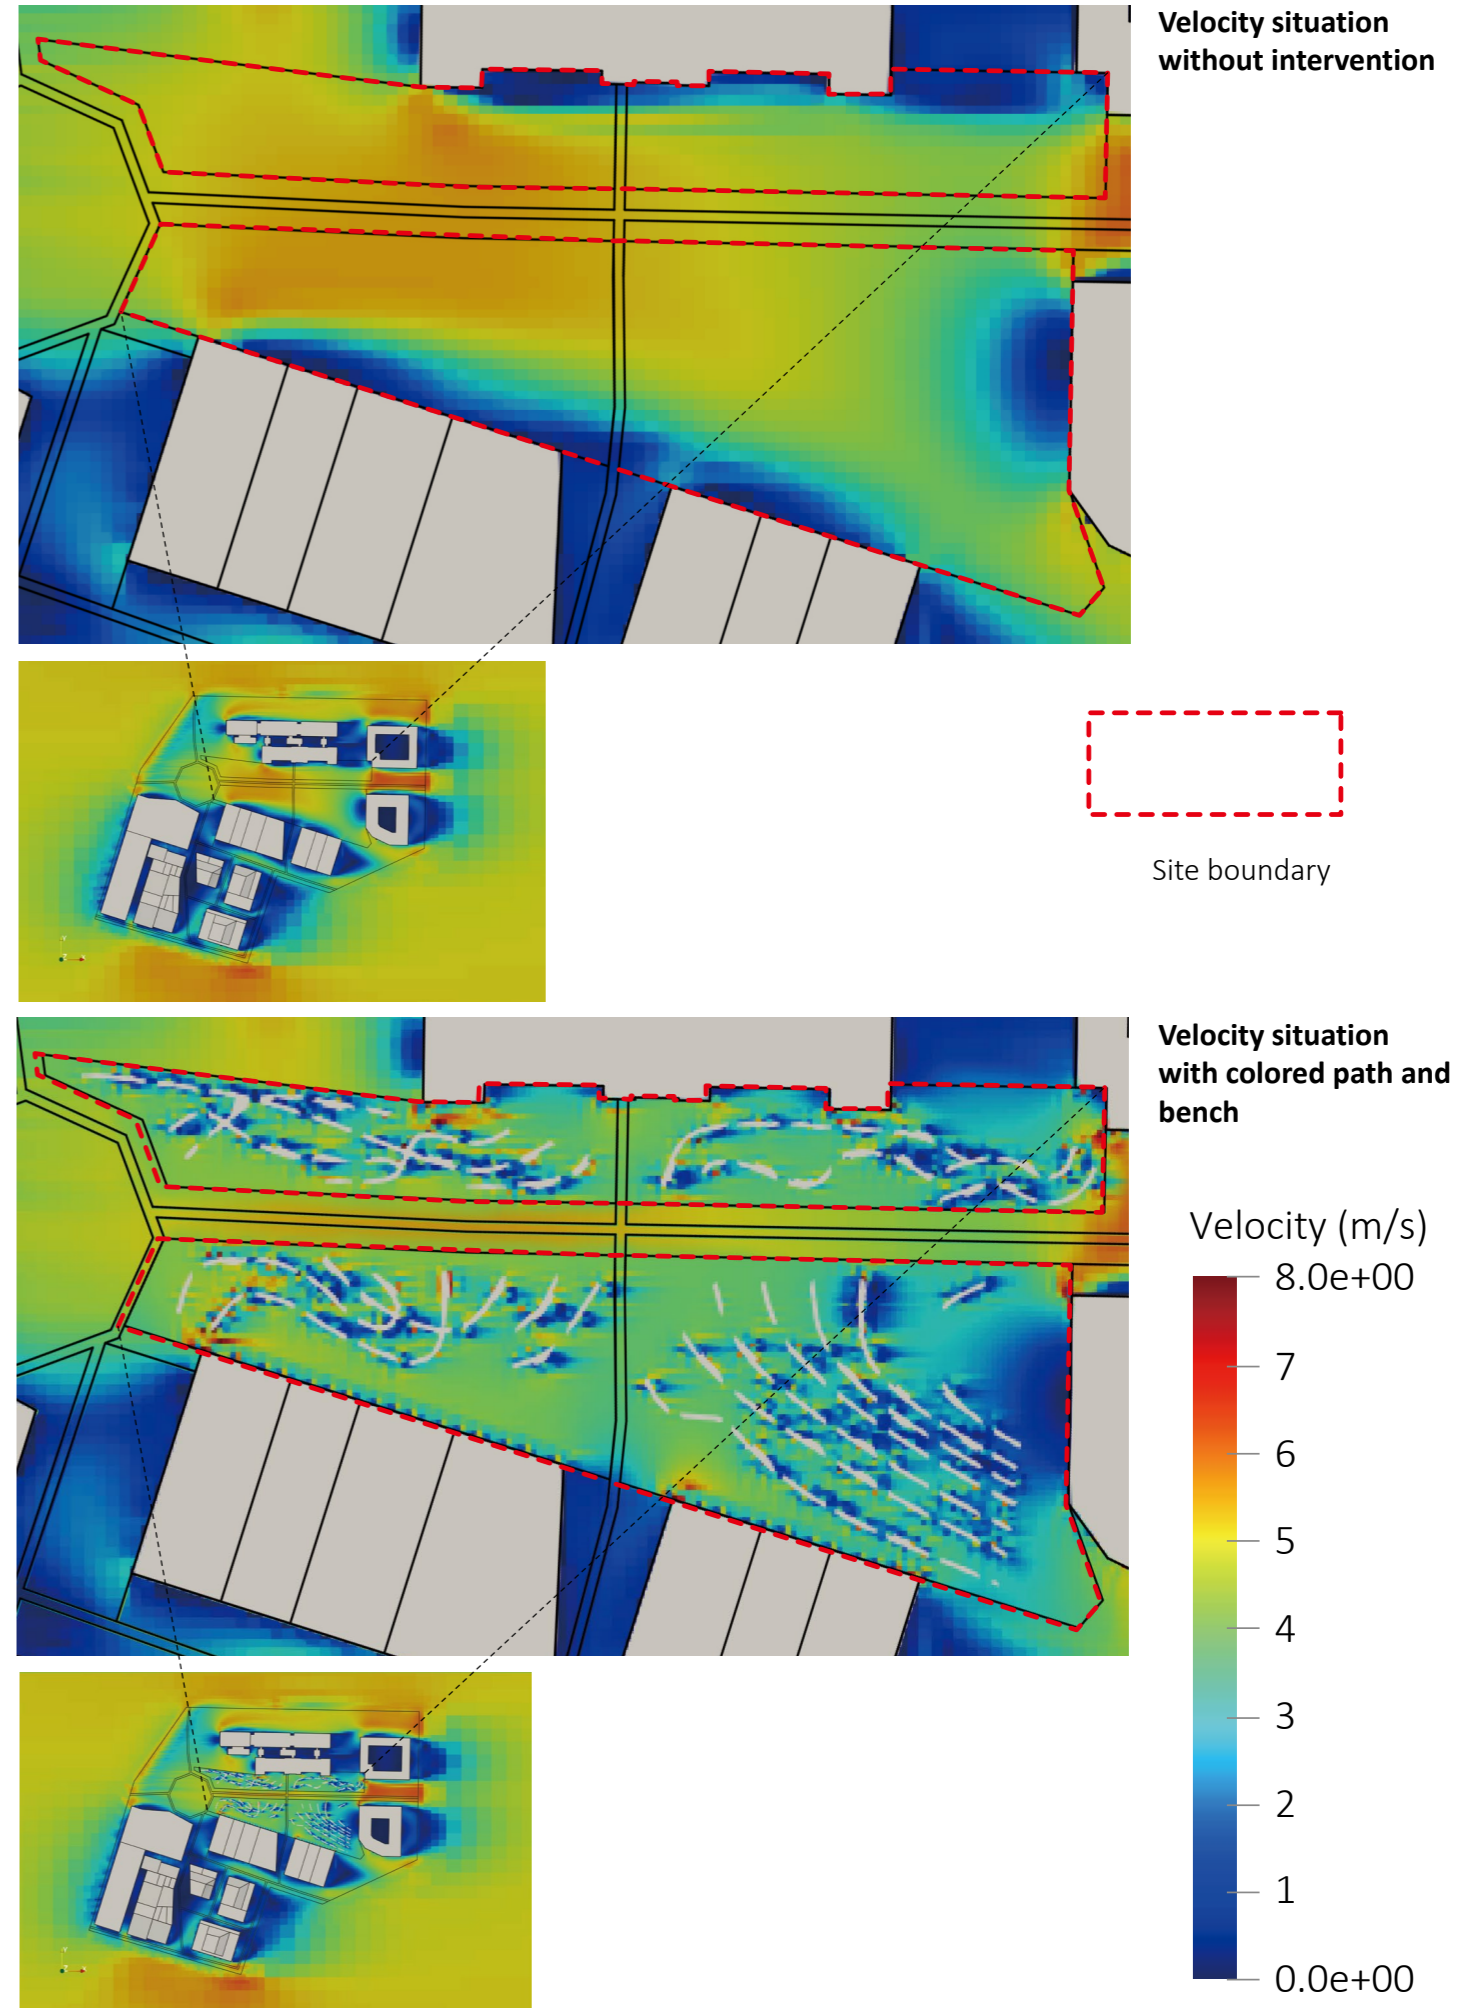 Velocity situation
without intervention
Site boundary
Velocity situation
with colored path and
bench
Velocity (m/s)
8.0e+00
7
6
5
4
3
2
1
0.0e+00